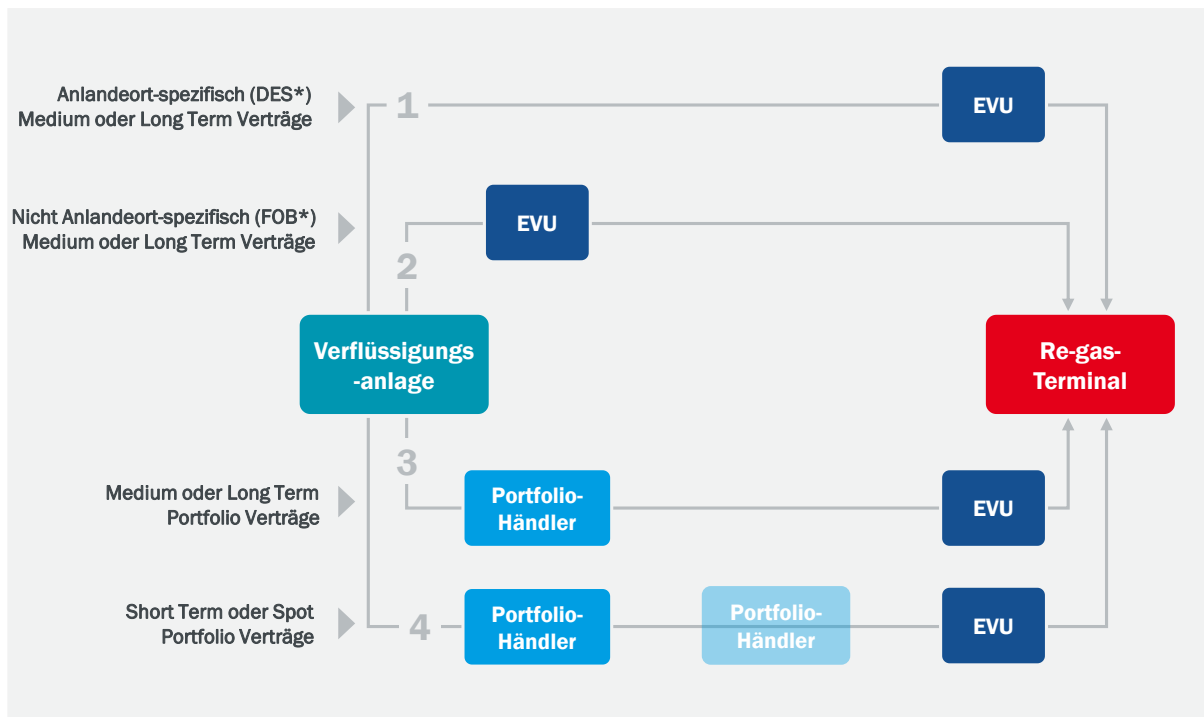 Anlandeort-spezifisch (DES*)
Medium oder Long Term Verträge
1
EVU
Nicht Anlandeort-spezifisch (FOB*)
Medium oder Long Term Verträge
EVU
2
Verflüssigungs
-anlage
Re-gas-
Terminal
3
Medium oder Long Term
Portfolio Verträge
Portfolio-
Händler
EVU
Short Term oder Spot
Portfolio Verträge
4
Portfolio-
Händler
Portfolio-
Händler
EVU